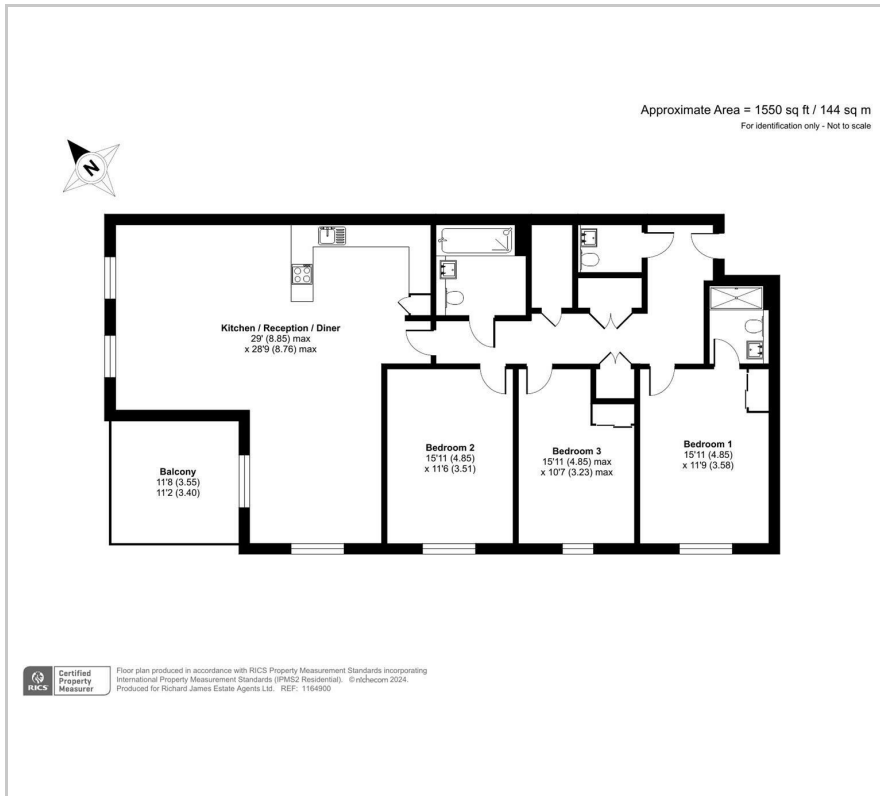 Approximate Area = 1550 sq ft / 144 sq m
For identification only - Not to scale
N
Kitchen / Reception / Diner
29' (8.85) max
x 28'9 (8.76) max
Balcony
11'8 (3.55)
11'2 (3.40)
Bedroom 2
15'11 (4.85)
x 11'6 (3.51)
Bedroom 3
15'11 (4.85) max
x 10'7 (3.23) max
Bedroom 1
15'11 (4.85)
x 11'9 (3.58)
RICS
Certified
Property
Measurer
Floor plan produced in accordance with RICS Property Measurement Standards incorporating
International Property Measurement Standards (IPMS2 Residential). © ntchecom 2024.
Produced for Richard James Estate Agents Ltd. REF: 1164900